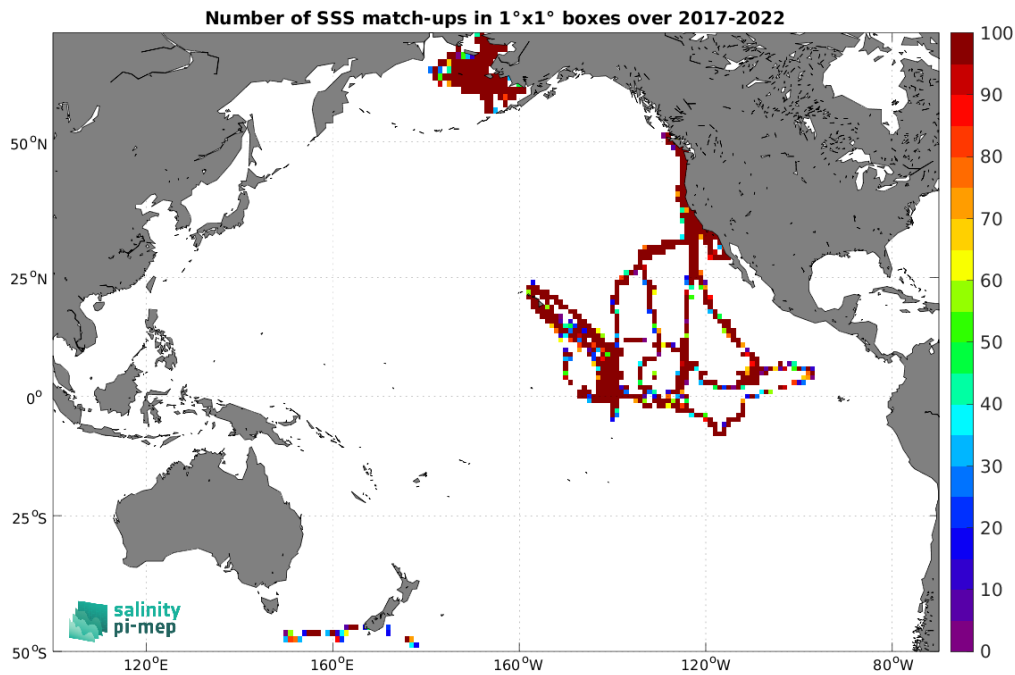 Number of SSS match-ups in 1°x1° boxes over 2017-2022
100
90
80
70
60
50
40
30
20
10
0
50°N
25°N
0°
25°S
50°S
120°E
160°E
160°W
120°W
80°W
salinity
pi-mep